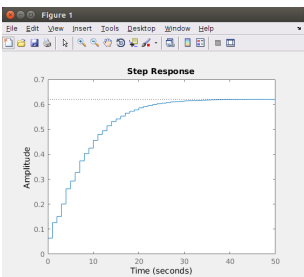 Figure 1
File Edit View Insert Tools Desktop Window Help
Step Response
0.7
0.6
0.5
0.4
0.3
0.2
0.1
0
Amplitude
0 10 20 30 40 50
Time (seconds)